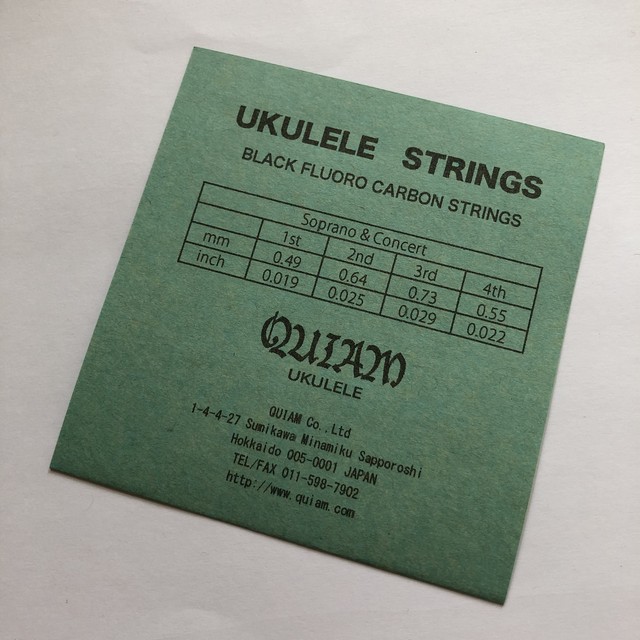 UKULELE STRINGS
BLACK FLUORO CARBON STRINGS
Soprano & Concert
1st 2nd 3rd 4th
mm 0.49 0.64 0.73 0.55
inch 0.019 0.025 0.029 0.022
QUIAM
UKULELE
QUIAM Co., Ltd
1-4-4-27 Sumikawa Minamiku Sapporoshi
Hokkaido 005-0001 JAPAN
TEL/FAX 011-598-7902
http://www.quiam.com